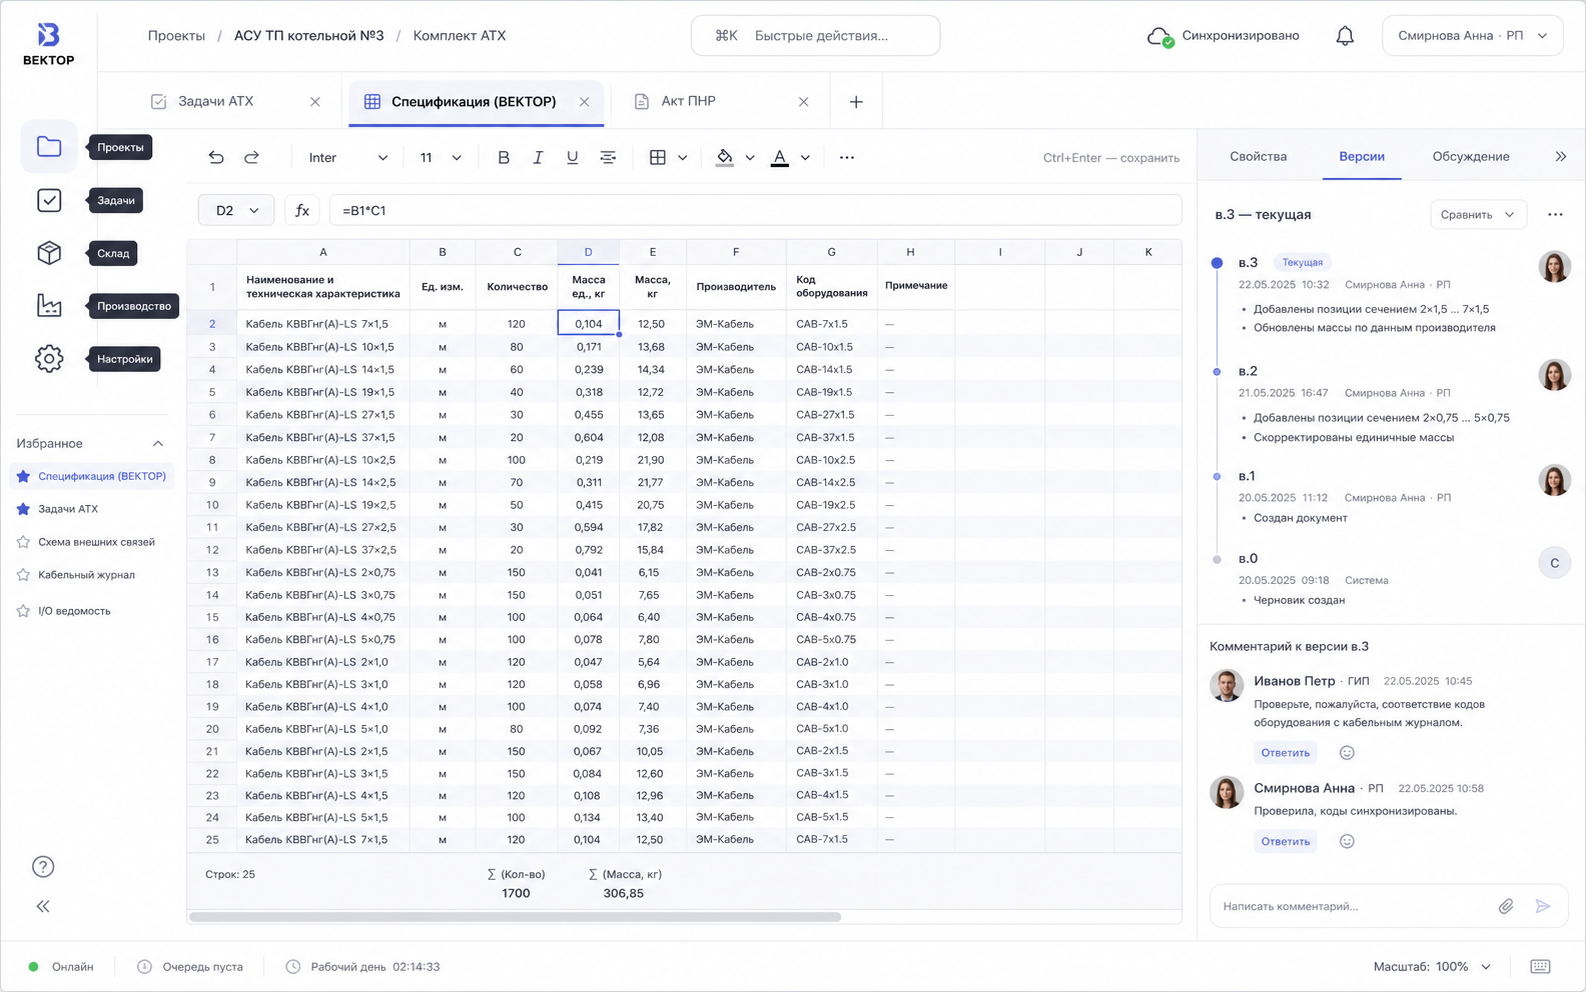 ВЕКТОР
Проекты / АСУ ТП котельной №3 / Комплект АТХ
⌘K Быстрые действия...
Синхронизировано
Смирнова Анна · РП
Задачи АТХ
Спецификация (ВЕКТОР)
Акт ПНР
Проекты
Задачи
Склад
Производство
Настройки
Избранное
Спецификация (ВЕКТОР)
Задачи АТХ
Схема внешних связей
Кабельный журнал
I/O ведомость
Inter 11 B I U A
Ctrl+Enter — сохранить
D2 fx =B1*C1
A B C D E F G H I J K
1 Наименование и техническая характеристика Ед. изм. Количество Масса ед., кг Масса, кг Производитель Код оборудования Примечание
2 Кабель КВВГнг(А)-LS 7×1,5 м 120 0,104 12,50 ЭМ-Кабель CAB-7x1.5 —
3 Кабель КВВГнг(А)-LS 10×1,5 м 80 0,171 13,68 ЭМ-Кабель CAB-10x1.5 —
4 Кабель КВВГнг(А)-LS 14×1,5 м 60 0,239 14,34 ЭМ-Кабель CAB-14x1.5 —
5 Кабель КВВГнг(А)-LS 19×1,5 м 40 0,318 12,72 ЭМ-Кабель CAB-19x1.5 —
6 Кабель КВВГнг(А)-LS 27×1,5 м 30 0,455 13,65 ЭМ-Кабель CAB-27x1.5 —
7 Кабель КВВГнг(А)-LS 37×1,5 м 20 0,604 12,08 ЭМ-Кабель CAB-37x1.5 —
8 Кабель КВВГнг(А)-LS 10×2,5 м 100 0,219 21,90 ЭМ-Кабель CAB-10x2.5 —
9 Кабель КВВГнг(А)-LS 14×2,5 м 70 0,311 21,77 ЭМ-Кабель CAB-14x2.5 —
10 Кабель КВВГнг(А)-LS 19×2,5 м 50 0,415 20,75 ЭМ-Кабель CAB-19x2.5 —
11 Кабель КВВГнг(А)-LS 27×2,5 м 30 0,594 17,82 ЭМ-Кабель CAB-27x2.5 —
12 Кабель КВВГнг(А)-LS 37×2,5 м 20 0,792 15,84 ЭМ-Кабель CAB-37x2.5 —
13 Кабель КВВГнг(А)-LS 2×0,75 м 150 0,041 6,15 ЭМ-Кабель CAB-2x0.75 —
14 Кабель КВВГнг(А)-LS 3×0,75 м 150 0,051 7,65 ЭМ-Кабель CAB-3x0.75 —
15 Кабель КВВГнг(А)-LS 4×0,75 м 100 0,064 6,40 ЭМ-Кабель CAB-4x0.75 —
16 Кабель КВВГнг(А)-LS 5×0,75 м 100 0,078 7,80 ЭМ-Кабель CAB-5x0.75 —
17 Кабель КВВГнг(А)-LS 2×1,0 м 120 0,047 5,64 ЭМ-Кабель CAB-2x1.0 —
18 Кабель КВВГнг(А)-LS 3×1,0 м 120 0,058 6,96 ЭМ-Кабель CAB-3x1.0 —
19 Кабель КВВГнг(А)-LS 4×1,0 м 100 0,074 7,40 ЭМ-Кабель CAB-4x1.0 —
20 Кабель КВВГнг(А)-LS 5×1,0 м 80 0,092 7,36 ЭМ-Кабель CAB-5x1.0 —
21 Кабель КВВГнг(А)-LS 2×1,5 м 150 0,067 10,05 ЭМ-Кабель CAB-2x1.5 —
22 Кабель КВВГнг(А)-LS 3×1,5 м 150 0,084 12,60 ЭМ-Кабель CAB-3x1.5 —
23 Кабель КВВГнг(А)-LS 4×1,5 м 120 0,108 12,96 ЭМ-Кабель CAB-4x1.5 —
24 Кабель КВВГнг(А)-LS 5×1,5 м 100 0,134 13,40 ЭМ-Кабель CAB-5x1.5 —
25 Кабель КВВГнг(А)-LS 7×1,5 м 120 0,104 12,50 ЭМ-Кабель CAB-7x1.5 —
Строк: 25 ∑ (Кол-во) ∑ (Масса, кг)
1700 306,85
Свойства Версии Обсуждение
в.3 — текущая Сравнить
в.3 Текущая
22.05.2025 10:32 Смирнова Анна · РП
• Добавлены позиции сечением 2×1,5 ... 7×1,5
• Обновлены массы по данным производителя
в.2
21.05.2025 16:47 Смирнова Анна · РП
• Добавлены позиции сечением 2×0,75 ... 5×0,75
• Скорректированы единичные массы
в.1
20.05.2025 11:12 Смирнова Анна · РП
• Создан документ
в.0 С
20.05.2025 09:18 Система
• Черновик создан
Комментарий к версии в.3
Иванов Петр · ГИП 22.05.2025 10:45
Проверьте, пожалуйста, соответствие кодов
оборудования с кабельным журналом.
Ответить
Смирнова Анна · РП 22.05.2025 10:58
Проверила, коды синхронизированы.
Ответить
Написать комментарий...
Онлайн
Очередь пуста
Рабочий день 02:14:33
Масштаб: 100%